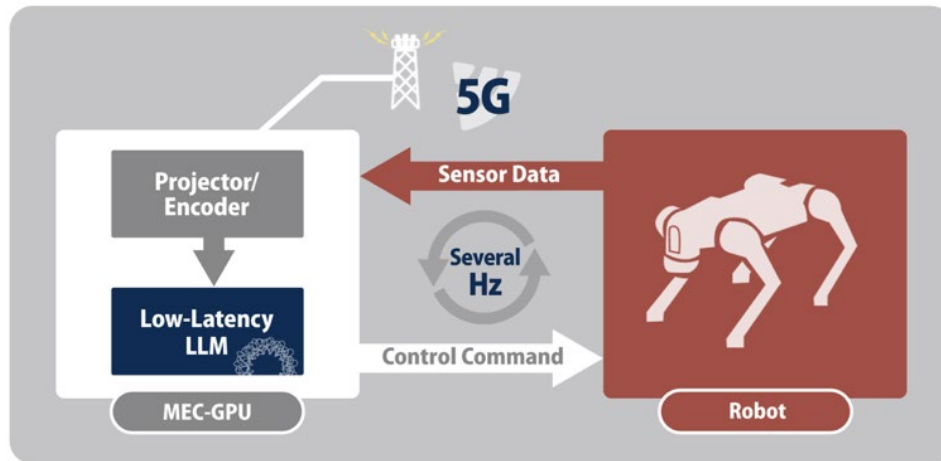 5G
Projector/
Encoder
Low-Latency
LLM
MEC-GPU
Sensor Data
Several
Hz
Control Command
Robot